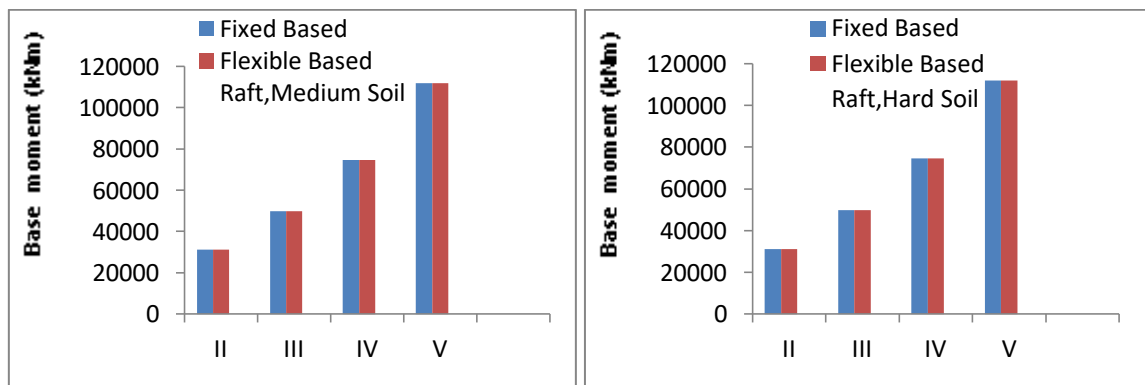 Base moment (kNm)
Fixed Based
Flexible Based
Raft,Medium Soil
120000
100000
80000
60000
40000
20000
0
II III IV V
Base moment (kNm)
Fixed Based
Flexible Based
Raft,Hard Soil
120000
100000
80000
60000
40000
20000
0
II III IV V